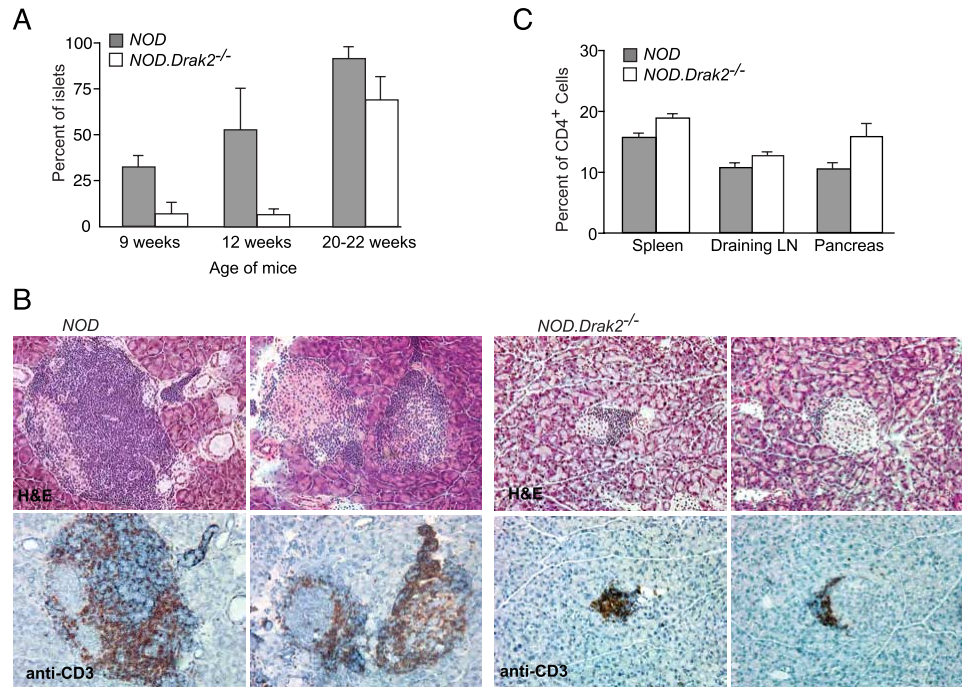 A
100
75
50
25
0
Percent of islets
NOD
NOD.Drak2-/-
9 weeks
12 weeks
20-22 weeks
Age of mice
C
30
20
10
0
Percent of CD4+ Cells
NOD
NOD.Drak2-/-
Spleen
Draining LN
Pancreas
B
NOD
NOD.Drak2-/-
H&E
H&E
anti-CD3
anti-CD3